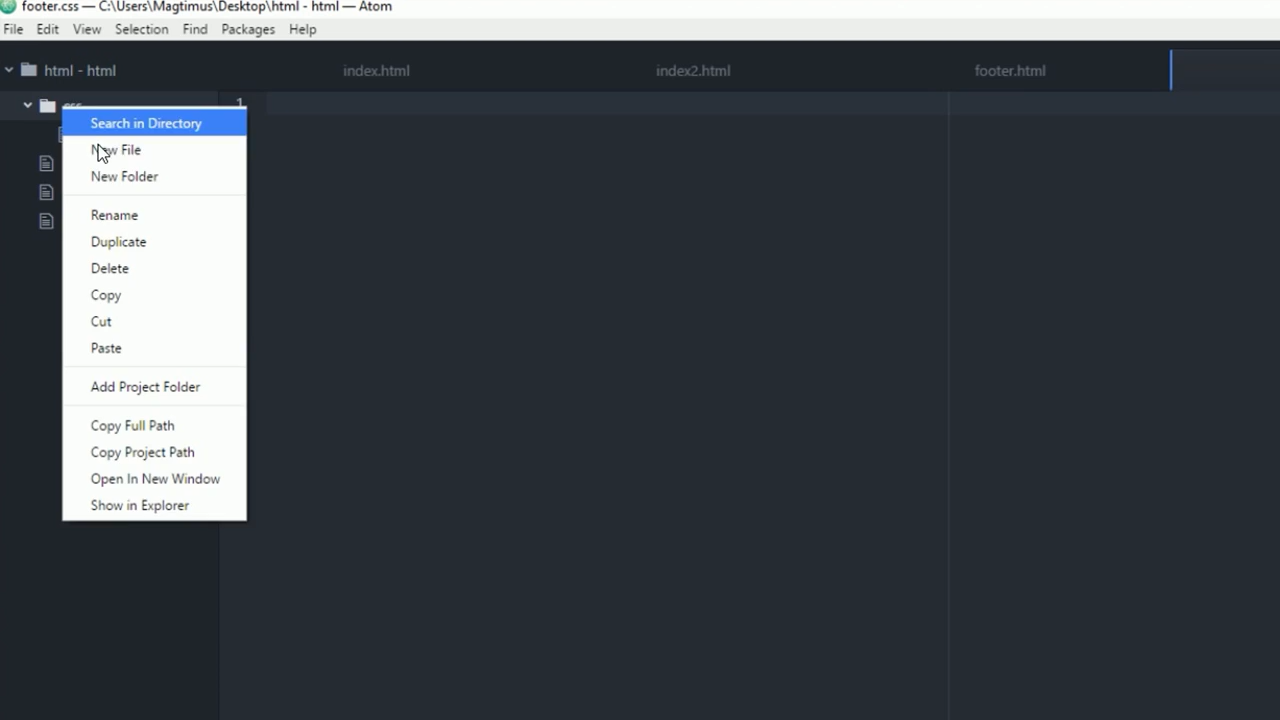 footer.css — C:\Users\Magtimus\Desktop\html - html — Atom
File Edit View Selection Find Packages Help
html - html index.html index2.html footer.html
css 1
Search in Directory
New File
New Folder
Rename
Duplicate
Delete
Copy
Cut
Paste
Add Project Folder
Copy Full Path
Copy Project Path
Open In New Window
Show in Explorer